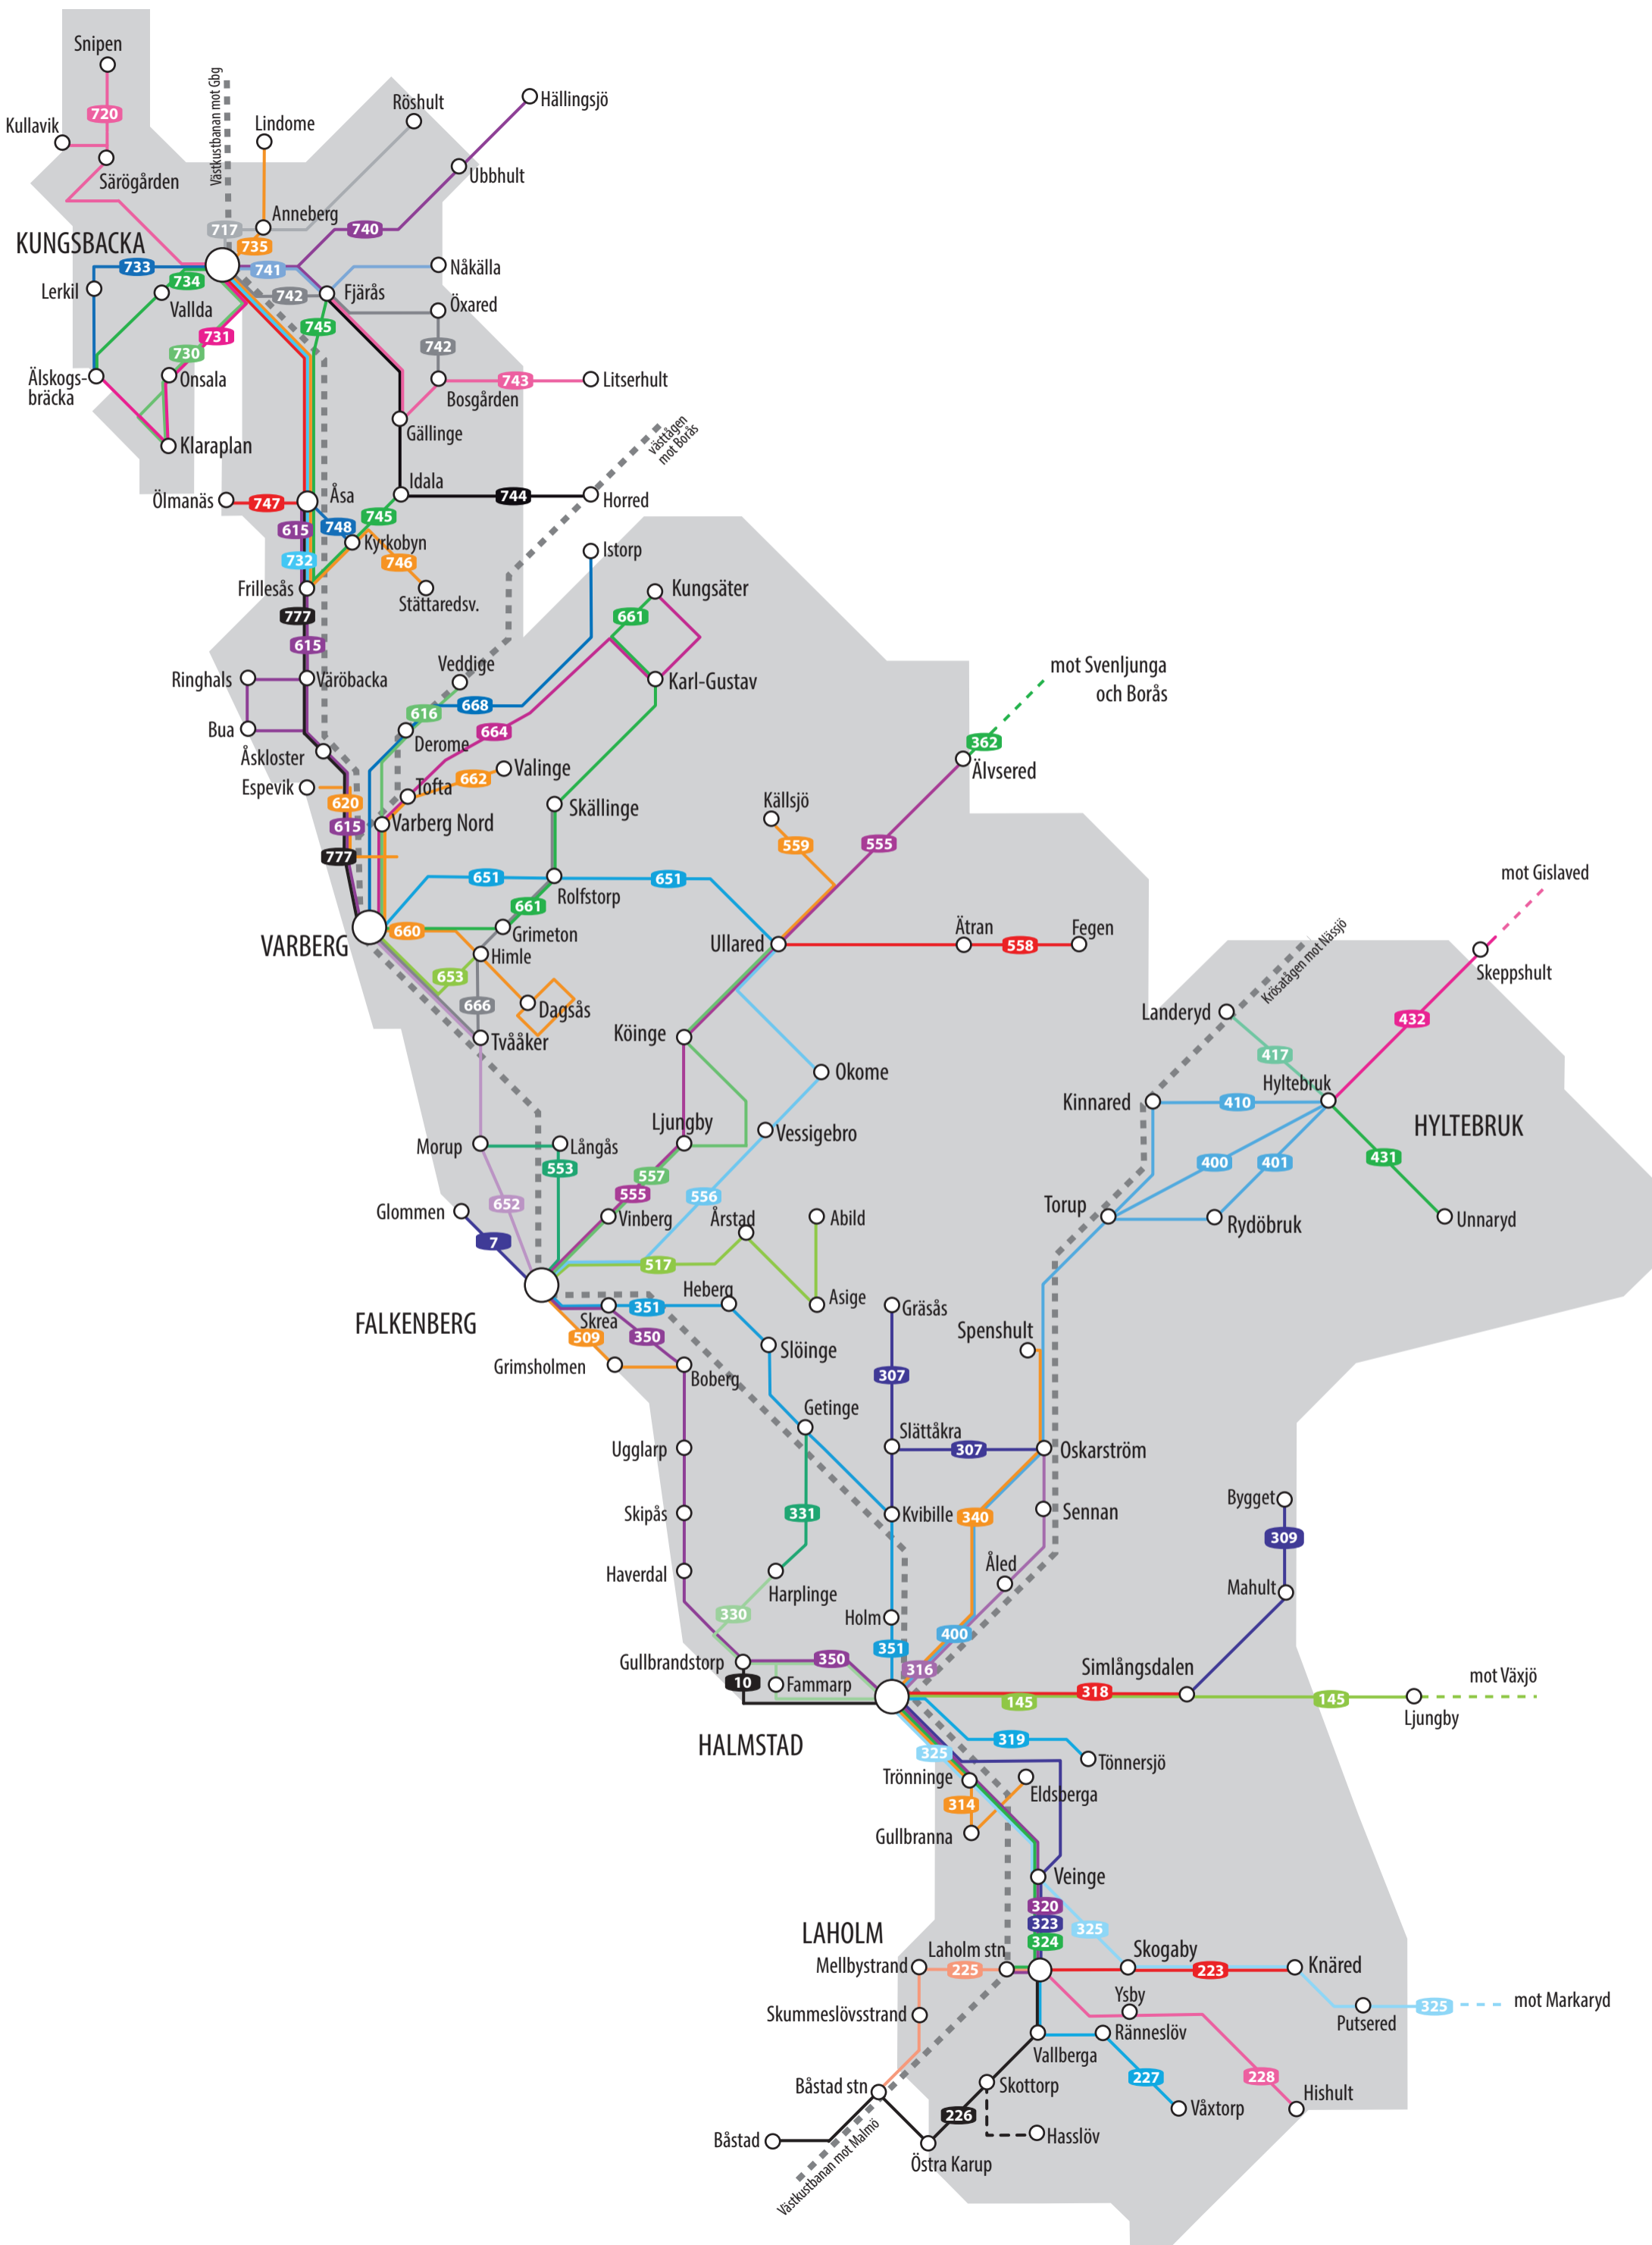 Snipen
720
Kullavik
Särögården
Västkustbanan mot Gbg
Lindome
Röshult
Hällingsjö
Ubbhult
Anneberg
717
735
740
KUNGSBACKA
733
741
Nåkälla
734
742
Fjärås
Lerkil
Vallda
Öxared
731
745
742
730
Älskogs-
bräcka
Onsala
743
Litserhult
Bosgården
Gällinge
Klaraplan
västtågen
mot Borås
Idala
Ölmanäs
747
Åsa
744
Horred
615
748
745
Kyrkobyn
732
746
Istorp
Frillesås
Stättaredsv.
Kungsäter
777
661
615
Veddige
Ringhals
Väröbacka
Karl-Gustav
mot Svenljunga
och Borås
668
616
Bua
664
Derome
362
Åskloster
Valinge
Älvsered
Espevik
Tofta
662
620
Skällinge
Källsjö
615
Varberg Nord
559
555
777
651
651
Rolfstorp
mot Gislaved
661
VARBERG
660
Grimeton
Ullared
Ätran
558
Fegen
Himle
Krösatågen mot Nässjö
Skeppshult
653
666
Dagsås
Landeryd
432
Tvååker
Köinge
417
Okome
Hyltebruk
Kinnared
410
HYLTEBRUK
Ljungby
Vessigebro
Morup
Långås
553
557
400
401
431
555
556
652
Glommen
Vinberg
Årstad
Abild
Torup
Rydöbruk
Unnaryd
7
517
FALKENBERG
Heberg
Asige
Gräsås
Skrea
351
509
350
Spenshult
Grimsholmen
Slöinge
Boberg
307
Getinge
Slättåkra
Ugglarp
307
Oskarström
Bygget
Skipås
331
Kvibille
340
Sennan
309
Haverdal
Åled
Harplinge
Mahult
330
Holm
400
351
Gullbrandstorp
350
316
Simlångsdalen
mot Växjö
10
Fammarp
318
145
145
Ljungby
HALMSTAD
319
325
Tönnersjö
Trönninge
Eldsberga
314
Gullbranna
Veinge
320
323
325
324
LAHOLM
Laholm stn
Skogaby
Mellbystrand
225
223
Knäred
Ysby
325
mot Markaryd
Skummeslövsstrand
Putsered
Ränneslöv
Vallberga
227
228
Båstad stn
Skottorp
Hishult
226
Våxtorp
Båstad
Hasslöv
Östra Karup
Västkustbanan mot Malmö